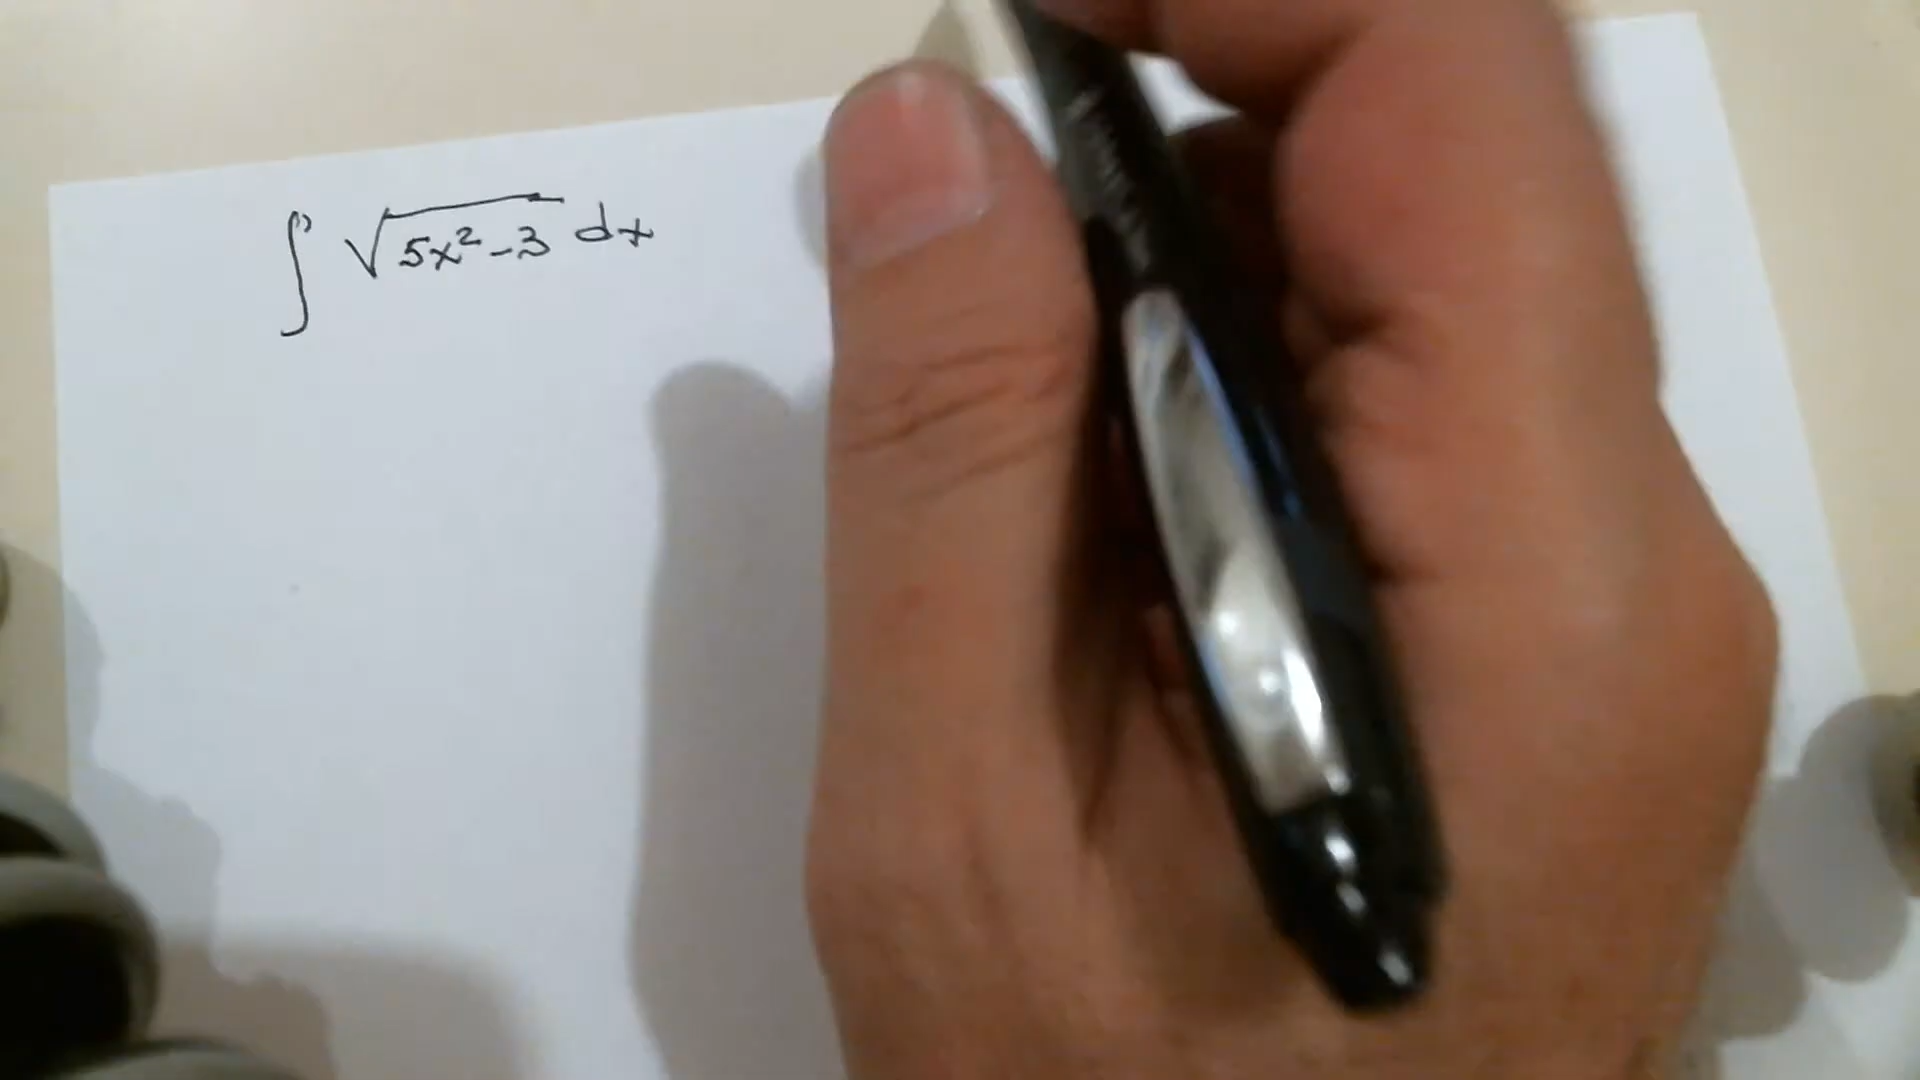 ∫ √5x²-3 dx